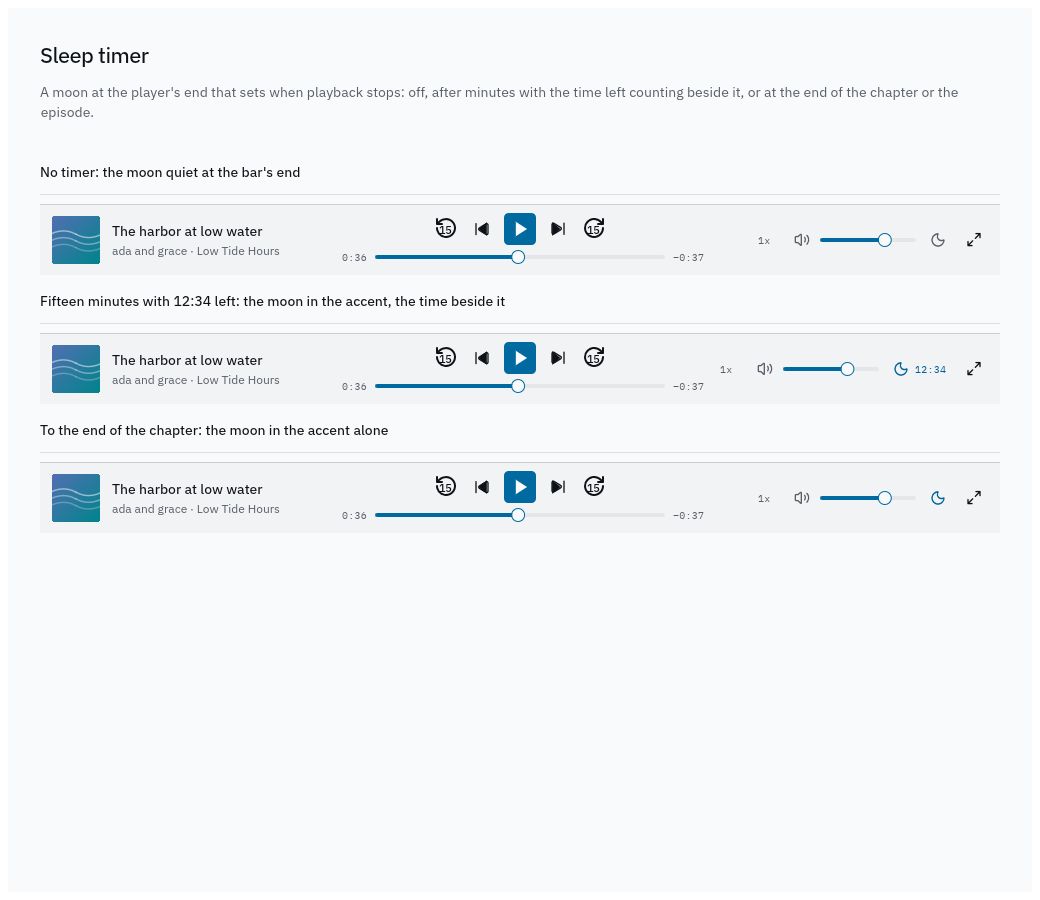 Sleep timer
A moon at the player's end that sets when playback stops: off, after minutes with the time left counting beside it, or at the end of the chapter or the
episode.
No timer: the moon quiet at the bar's end
The harbor at low water
ada and grace · Low Tide Hours
15
15
0:36
−0:37
1x
Fifteen minutes with 12:34 left: the moon in the accent, the time beside it
The harbor at low water
ada and grace · Low Tide Hours
15
15
0:36
−0:37
1x
12:34
To the end of the chapter: the moon in the accent alone
The harbor at low water
ada and grace · Low Tide Hours
15
15
0:36
−0:37
1x